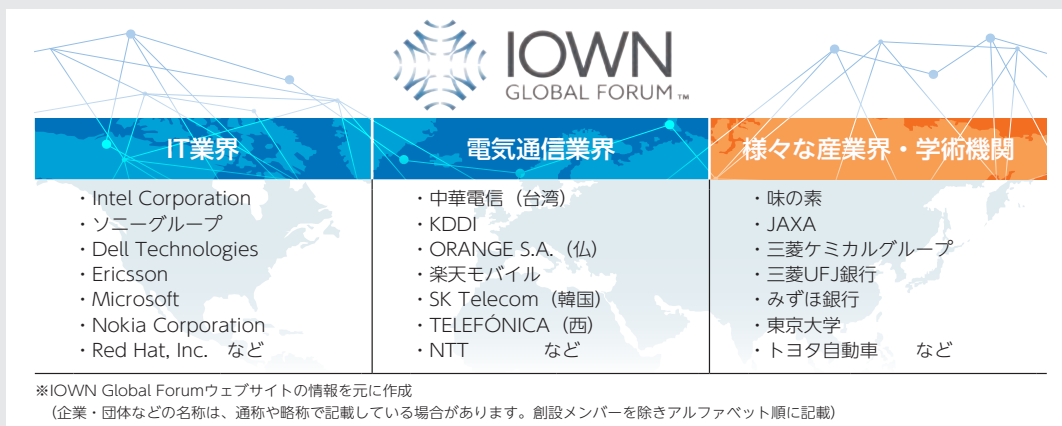 IOWN
GLOBAL FORUM™
IT業界
・Intel Corporation
・ソニーグループ
・Dell Technologies
・Ericsson
・Microsoft
・Nokia Corporation
・Red Hat, Inc. など
電気通信業界
・中華電信（台湾）
・KDDI
・ORANGE S.A.（仏）
・楽天モバイル
・SK Telecom（韓国）
・TELEFÓNICA（西）
・NTT など
様々な産業界・学術機関
・味の素
・JAXA
・三菱ケミカルグループ
・三菱UFJ銀行
・みずほ銀行
・東京大学
・トヨタ自動車 など
※IOWN Global Forumウェブサイトの情報を元に作成
（企業・団体などの名称は、通称や略称で記載している場合があります。創設メンバーを除きアルファベット順に記載）